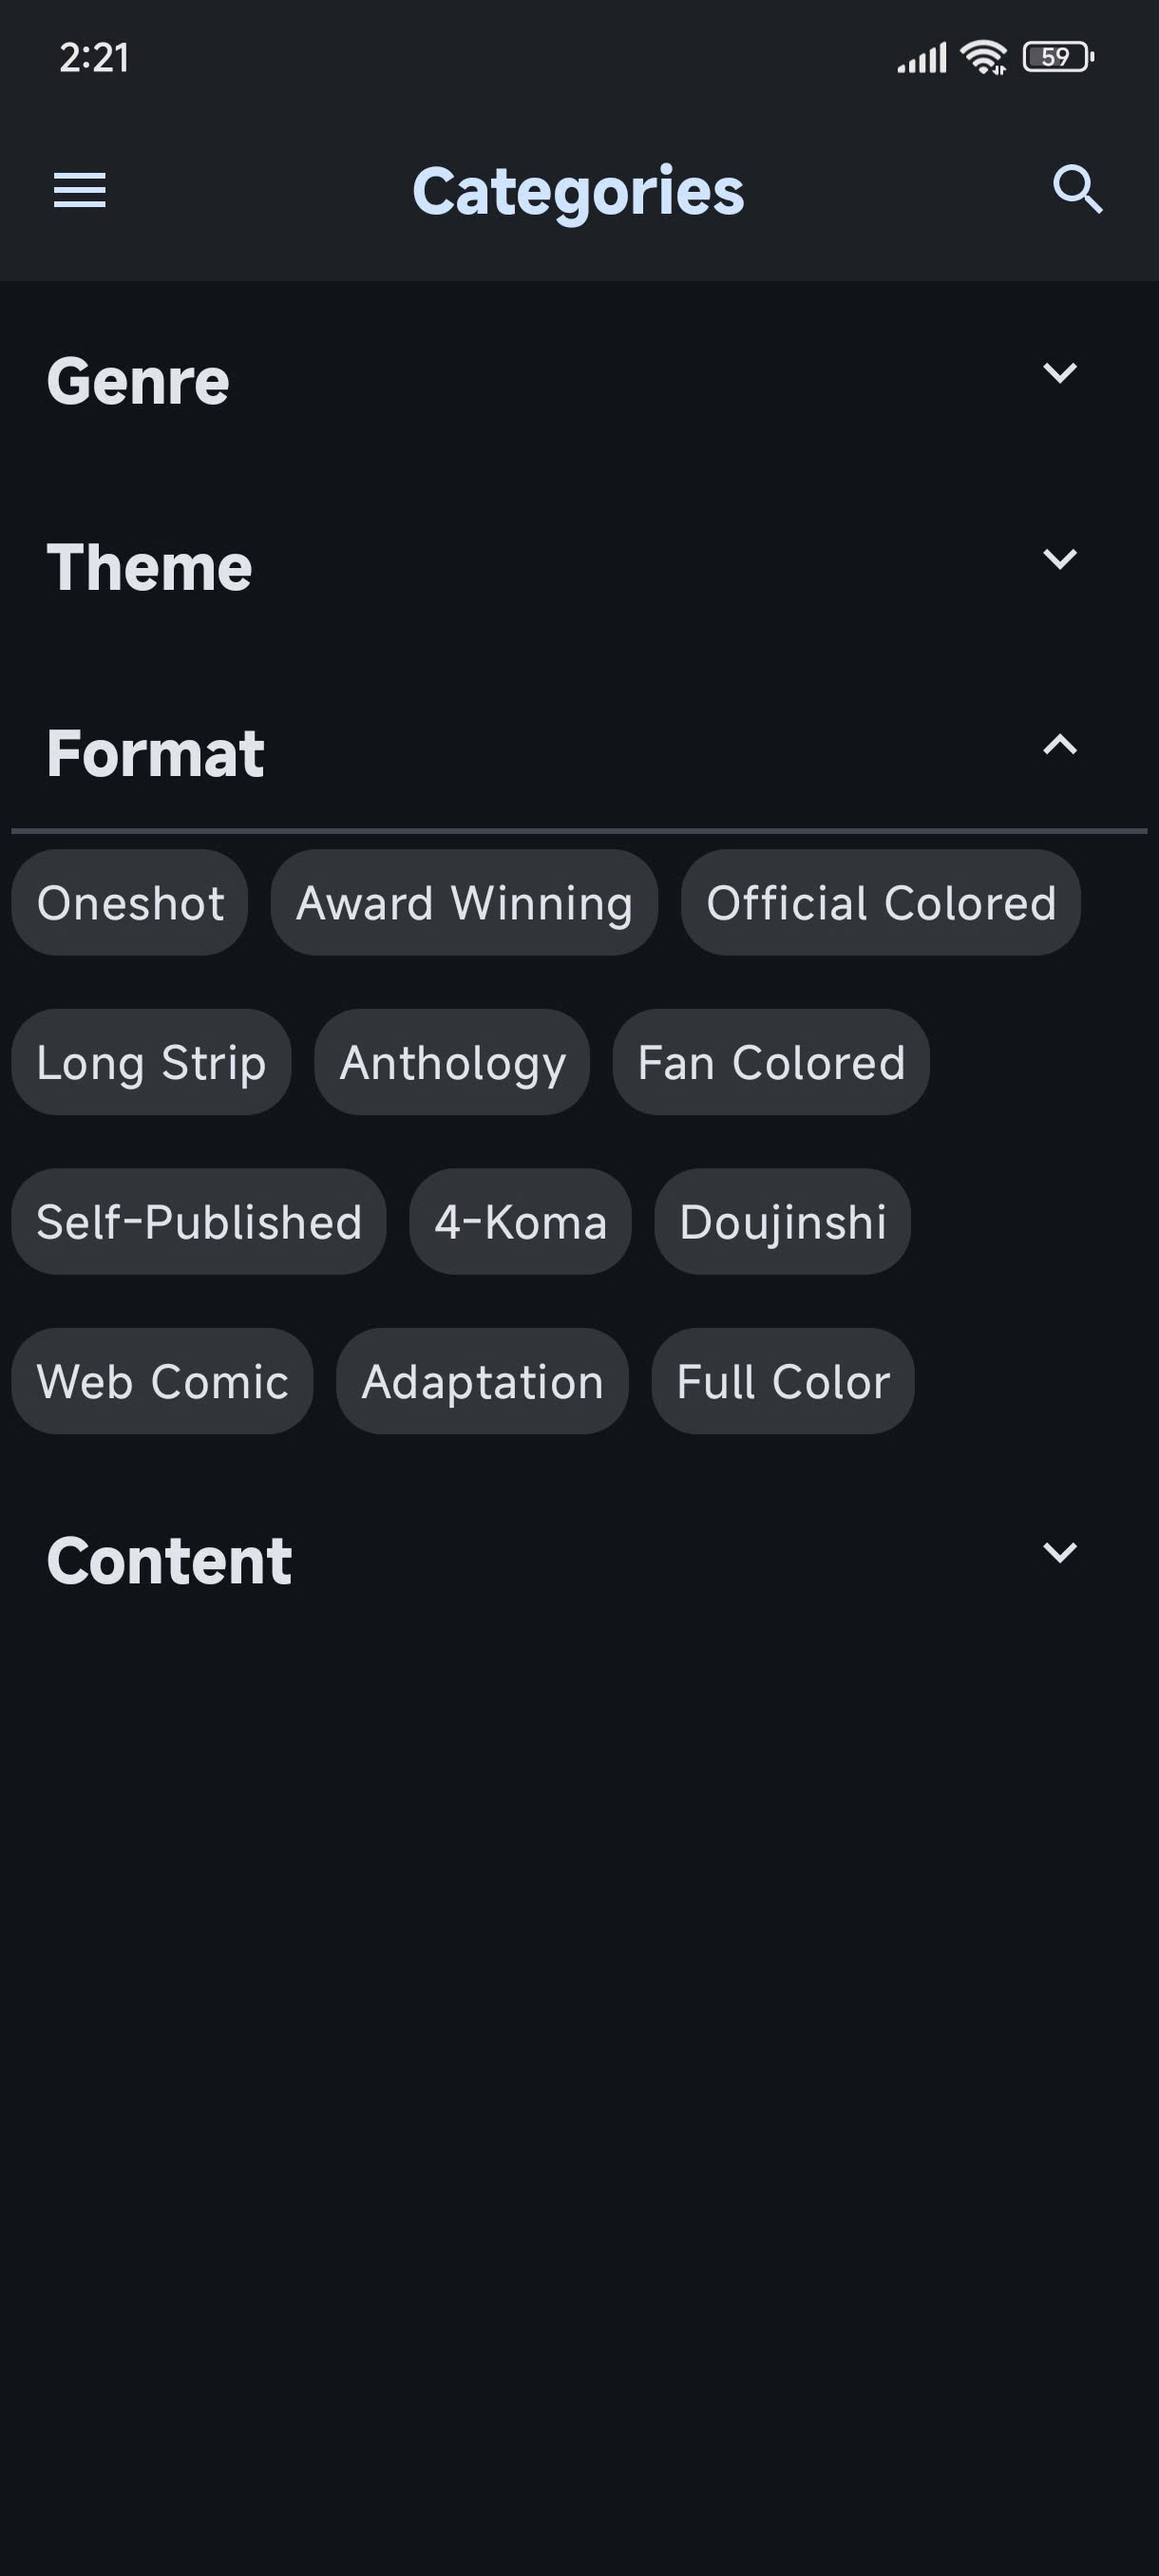 2:21 59
Categories
Genre
Theme
Format
Oneshot Award Winning Official Colored
Long Strip Anthology Fan Colored
Self-Published 4-Koma Doujinshi
Web Comic Adaptation Full Color
Content